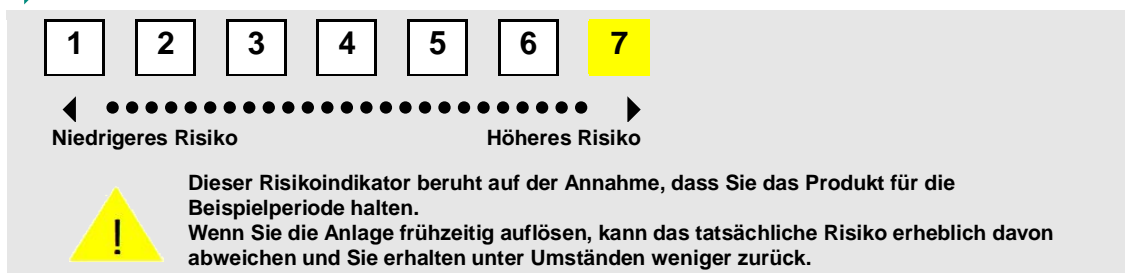 1 2 3 4 5 6 7
Niedrigeres Risiko Höheres Risiko
Dieser Risikoindikator beruht auf der Annahme, dass Sie das Produkt für die
Beispielperiode halten.
! Wenn Sie die Anlage frühzeitig auflösen, kann das tatsächliche Risiko erheblich davon
abweichen und Sie erhalten unter Umständen weniger zurück.